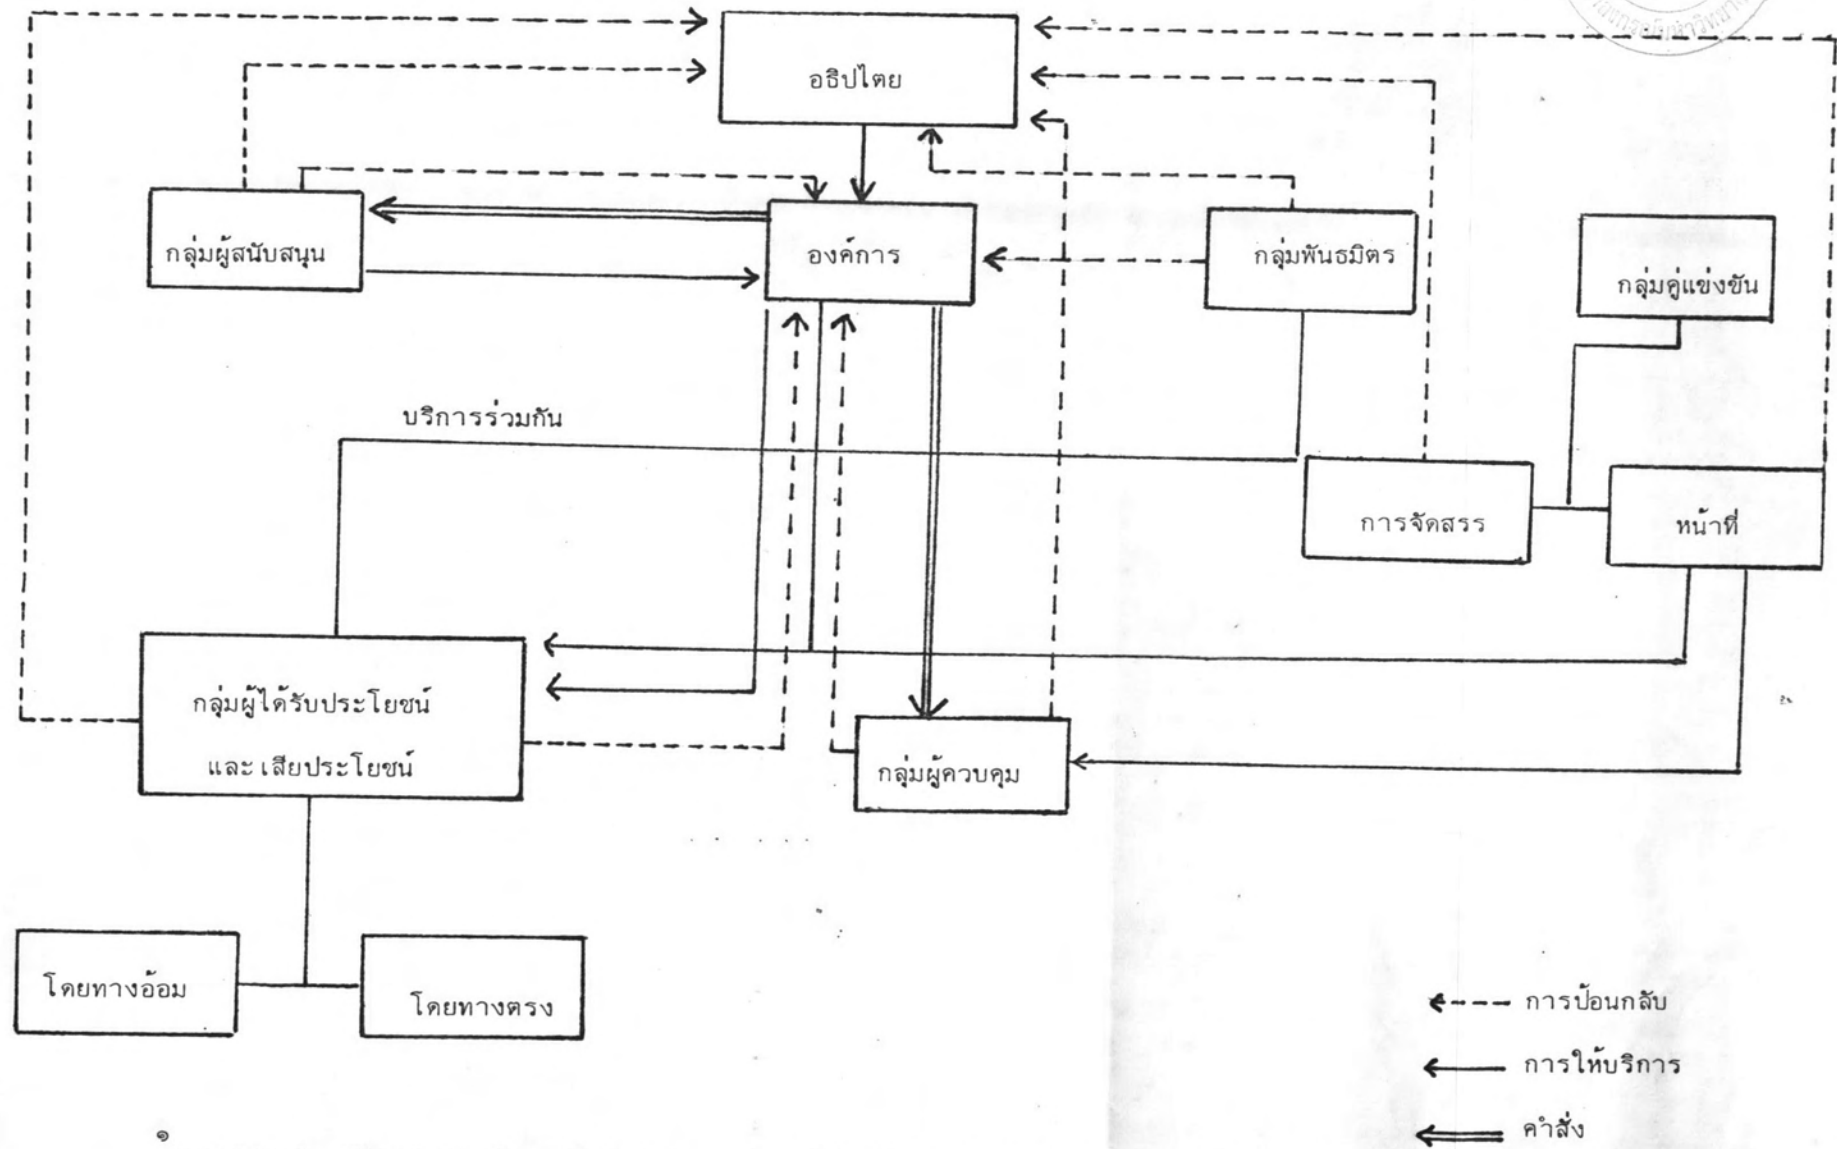 อธิปไตย
กลุ่มผู้สนับสนุน
องค์การ
กลุ่มพันธมิตร
กลุ่มคู่แข่งขัน
บริการร่วมกัน
การจัดสรร
หน้าที่
กลุ่มผู้ได้รับประโยชน์
และเสียประโยชน์
กลุ่มผู้ควบคุม
โดยทางอ้อม
โดยทางตรง
การป้อนกลับ
การให้บริการ
คำสั่ง
๑